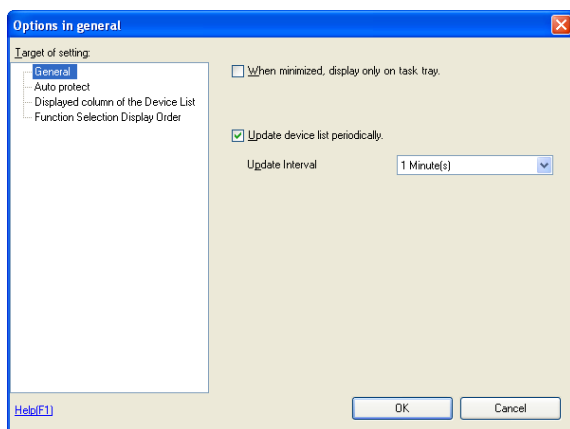 Options in general
Target of setting:
General
Auto protect
Displayed column of the Device List
Function Selection Display Order
When minimized, display only on task tray.
Update device list periodically.
Update Interval
1 Minute(s)
Help(F1)
OK
Cancel